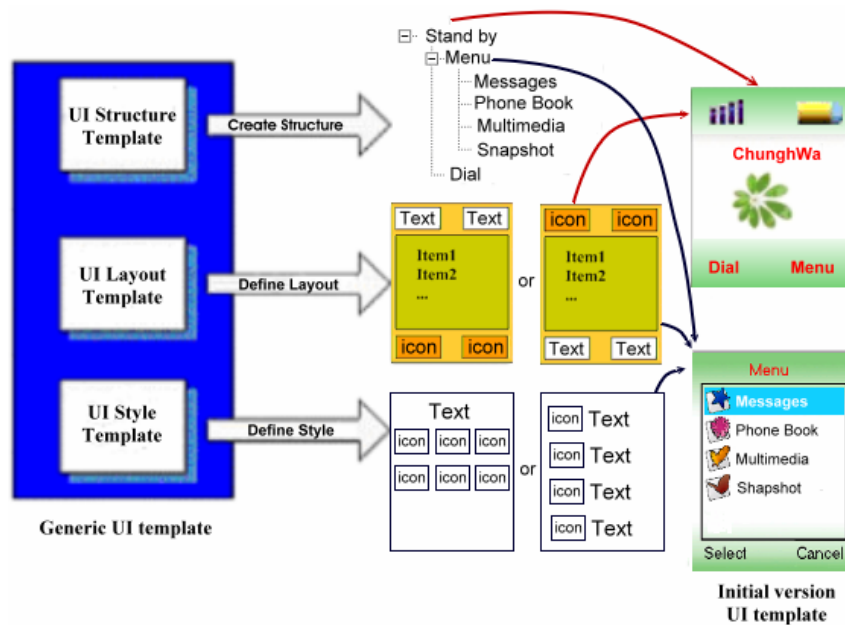 UI Structure
Template
Create Structure
Stand by
Menu
Messages
Phone Book
Multimedia
Snapshot
Dial
ChunghWa
Dial Menu
UI Layout
Template
Define Layout
Text Text
Item1
Item2
...
icon icon
or
icon icon
Item1
Item2
...
Text Text
UI Style
Template
Define Style
Text
icon icon icon
icon icon icon
or
icon Text
icon Text
icon Text
icon Text
Menu
Messages
Phone Book
Multimedia
Shapshot
Select Cancel
Generic UI template
Initial version
UI template